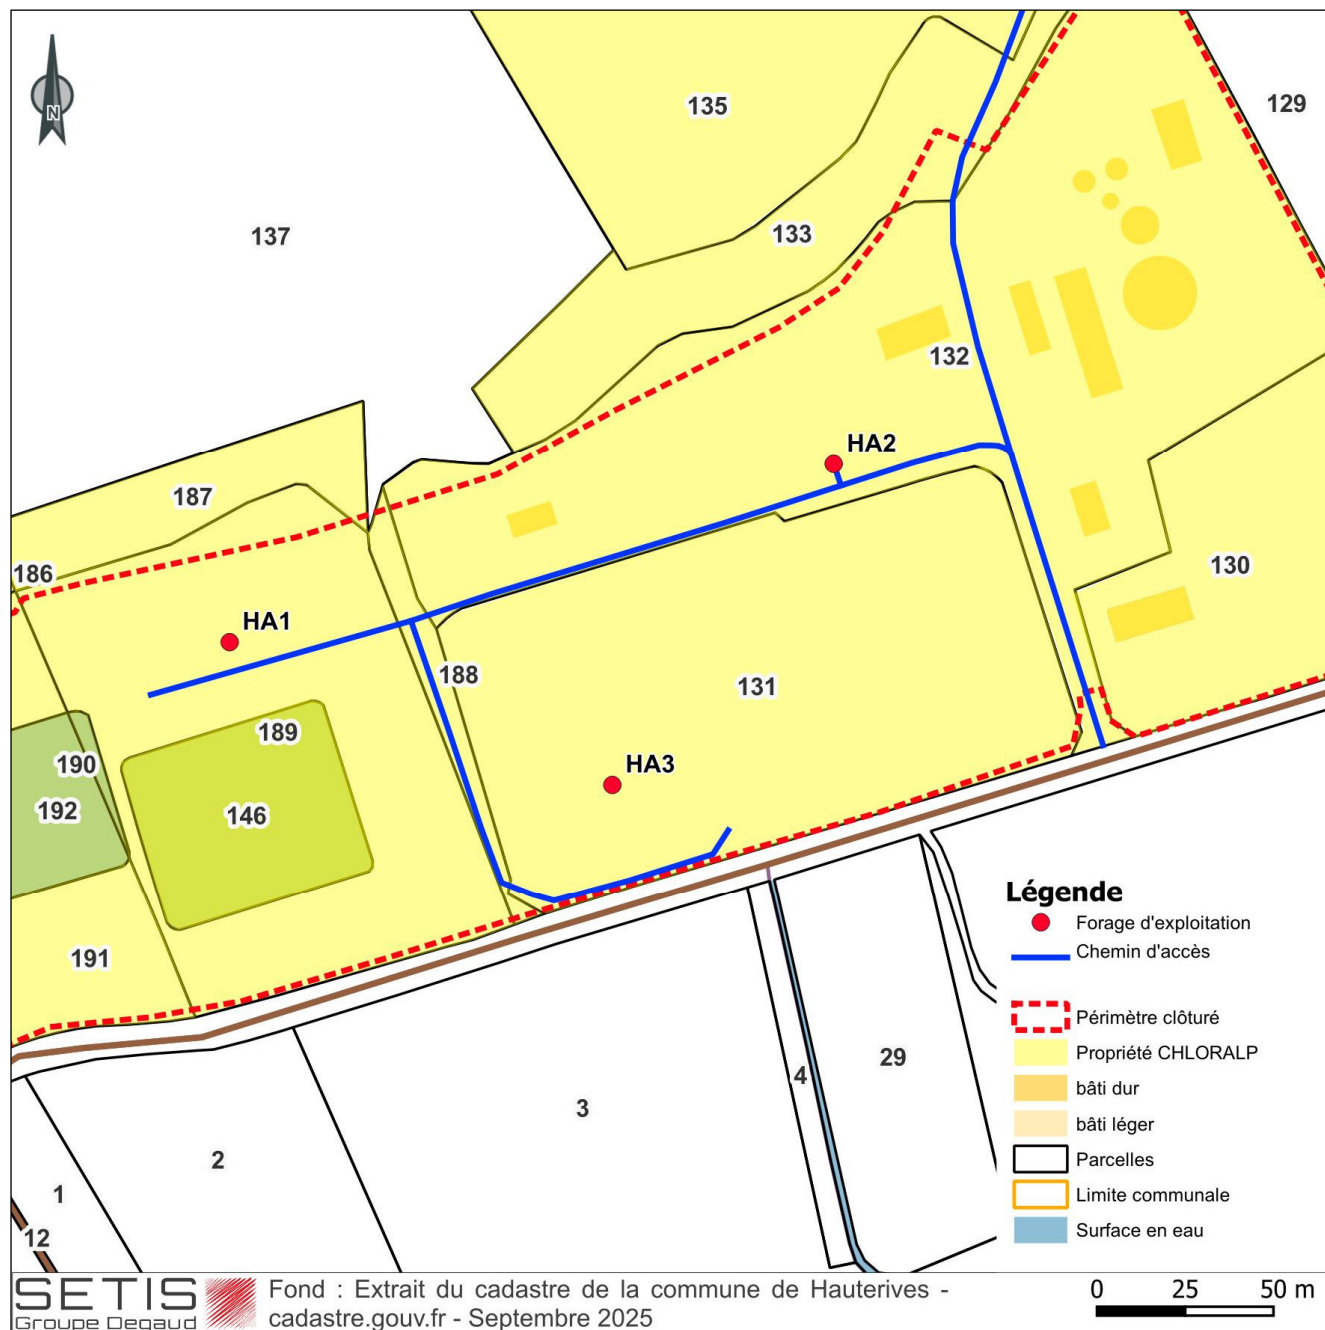 N
135
129
137
133
132
HA2
187
186
130
HA1
188
131
189
190
HA3
192
146
191
29
4
3
2
1
12
Légende
Forage d'exploitation
Chemin d'accès
Périmètre clôturé
Propriété CHLORALP
bâti dur
bâti léger
Parcelles
Limite communale
Surface en eau
SETIS
Groupe Degaud
Fond : Extrait du cadastre de la commune de Hauterives -
cadastre.gouv.fr - Septembre 2025
0 25 50 m